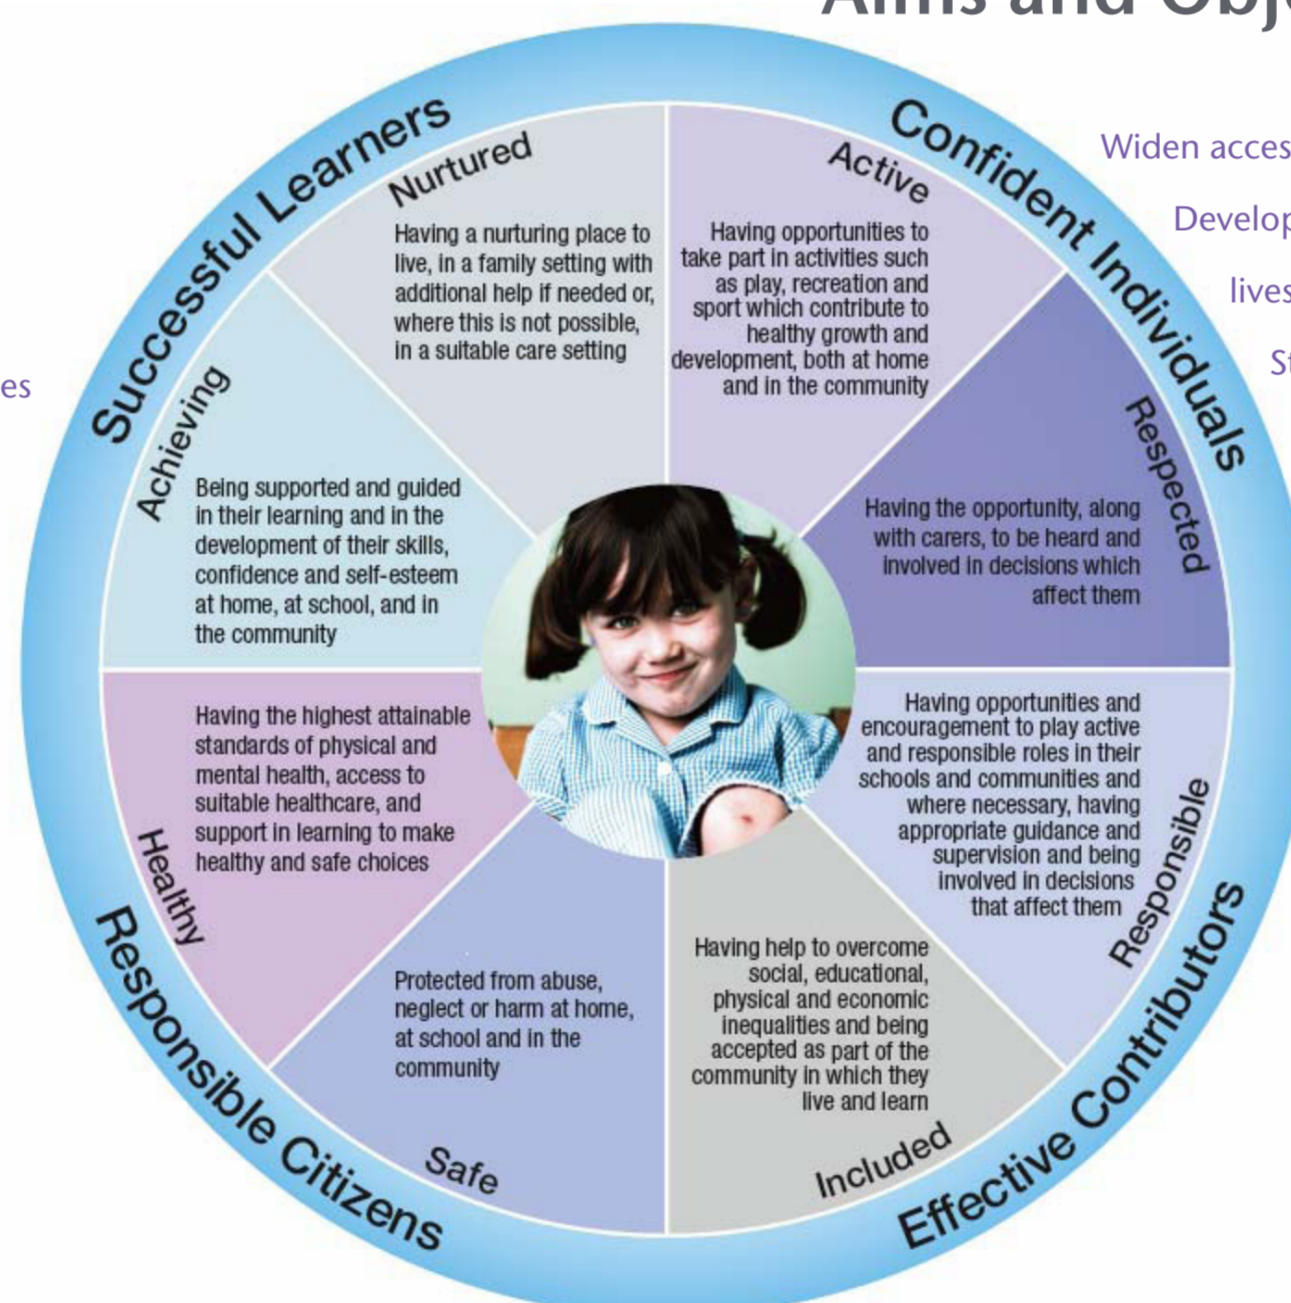 Aims and
Widen
Develop
lives
es
Successful Learners
Confident Individuals
Nurtured
Having a nurturing place to
live, in a family setting with
additional help if needed or,
where this is not possible,
in a suitable care setting
Active
Having opportunities to
take part in activities such
as play, recreation and
sport which contribute to
healthy growth and
development, both at home
and in the community
Achieving
Being supported and guided
in their learning and in the
development of their skills,
confidence and self-esteem
at home, at school, and in
the community
Respected
Having the opportunity, along
with carers, to be heard and
involved in decisions which
affect them
Healthy
Having the highest attainable
standards of physical and
mental health, access to
suitable healthcare, and
support in learning to make
healthy and safe choices
Having opportunities and
encouragement to play active
and responsible roles in their
schools and communities and
where necessary, having
appropriate guidance and
supervision and being
involved in decisions
that affect them
Responsible
Protected from abuse,
neglect or harm at home,
at school and in the
community
Safe
Having help to overcome
social, educational,
physical and economic
inequalities and being
accepted as part of the
community in which they
live and learn
Included
Responsible Citizens
Effective Contributors